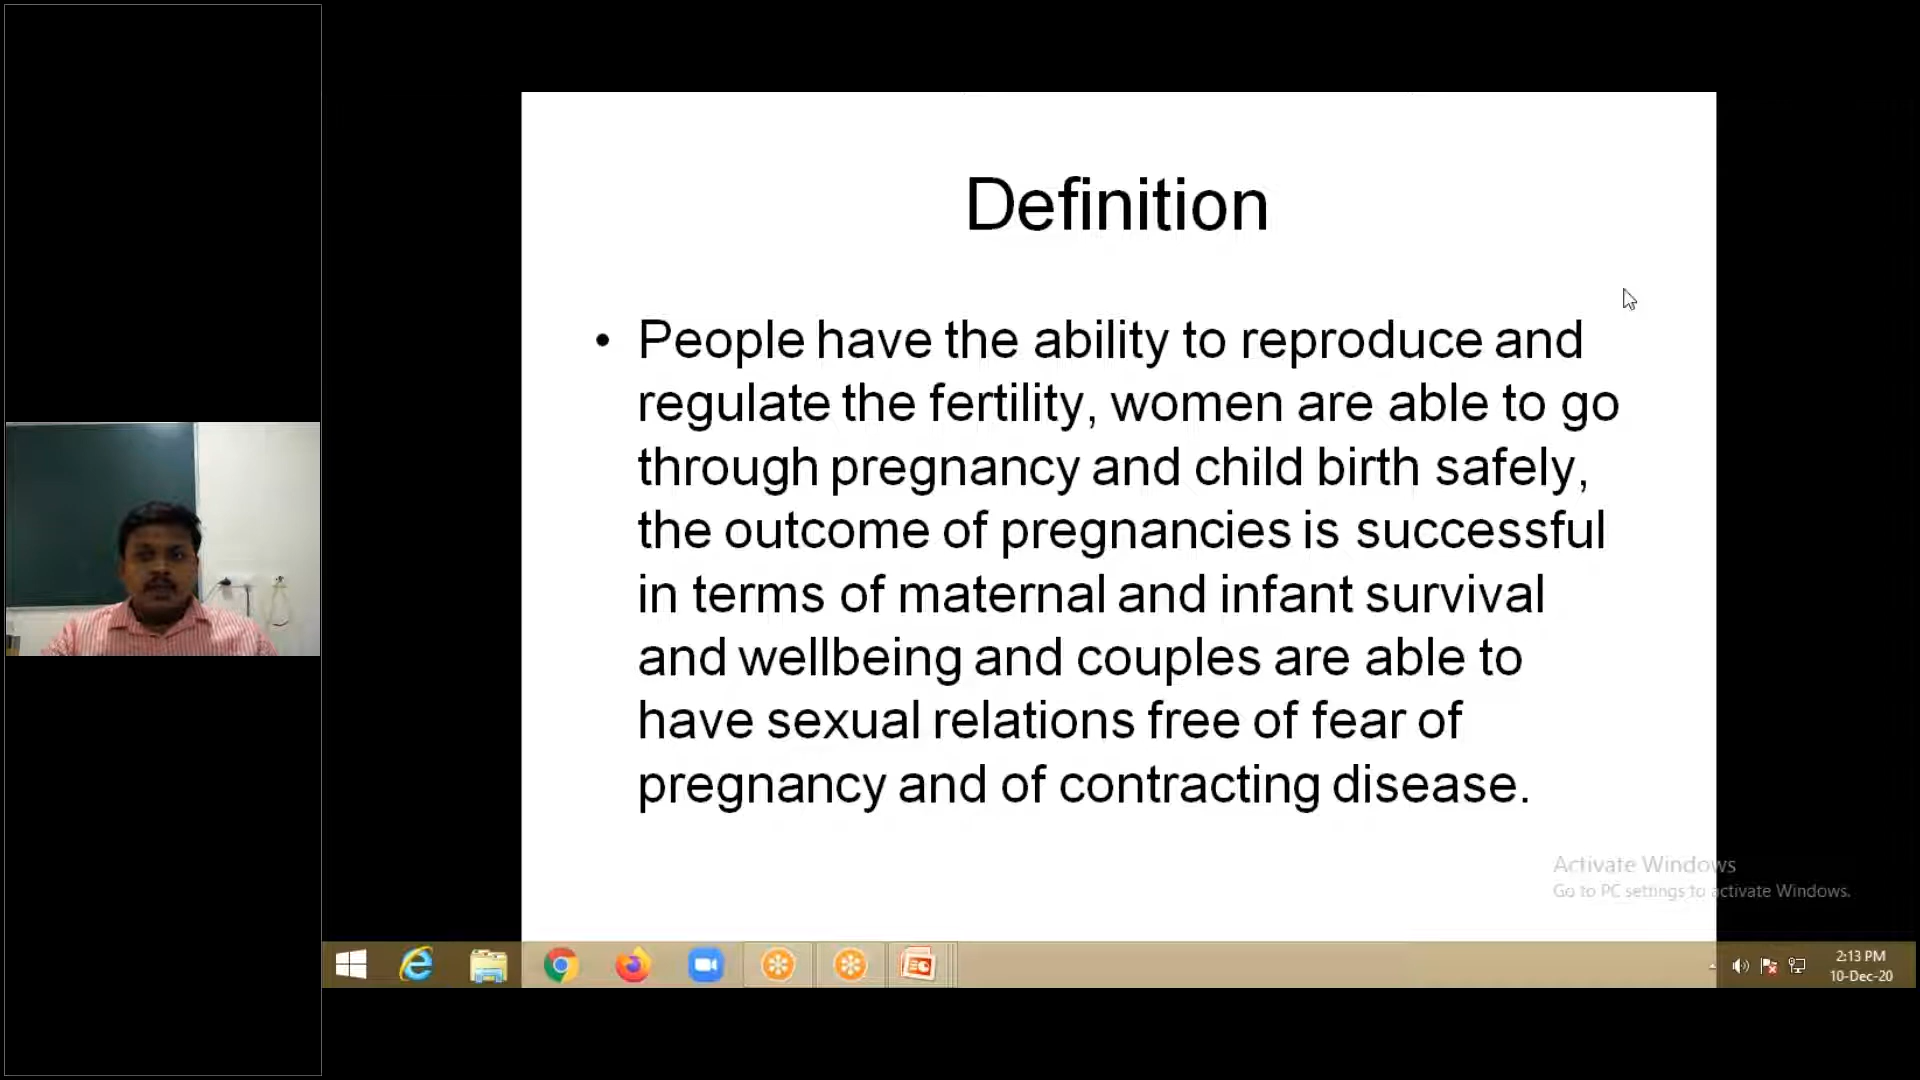 Definition
• People have the ability to reproduce and
regulate the fertility, women are able to go
through pregnancy and child birth safely,
the outcome of pregnancies is successful
in terms of maternal and infant survival
and wellbeing and couples are able to
have sexual relations free of fear of
pregnancy and of contracting disease.
Activate Windows
Go to PC settings to activate Windows.
2:13 PM
10-Dec-20